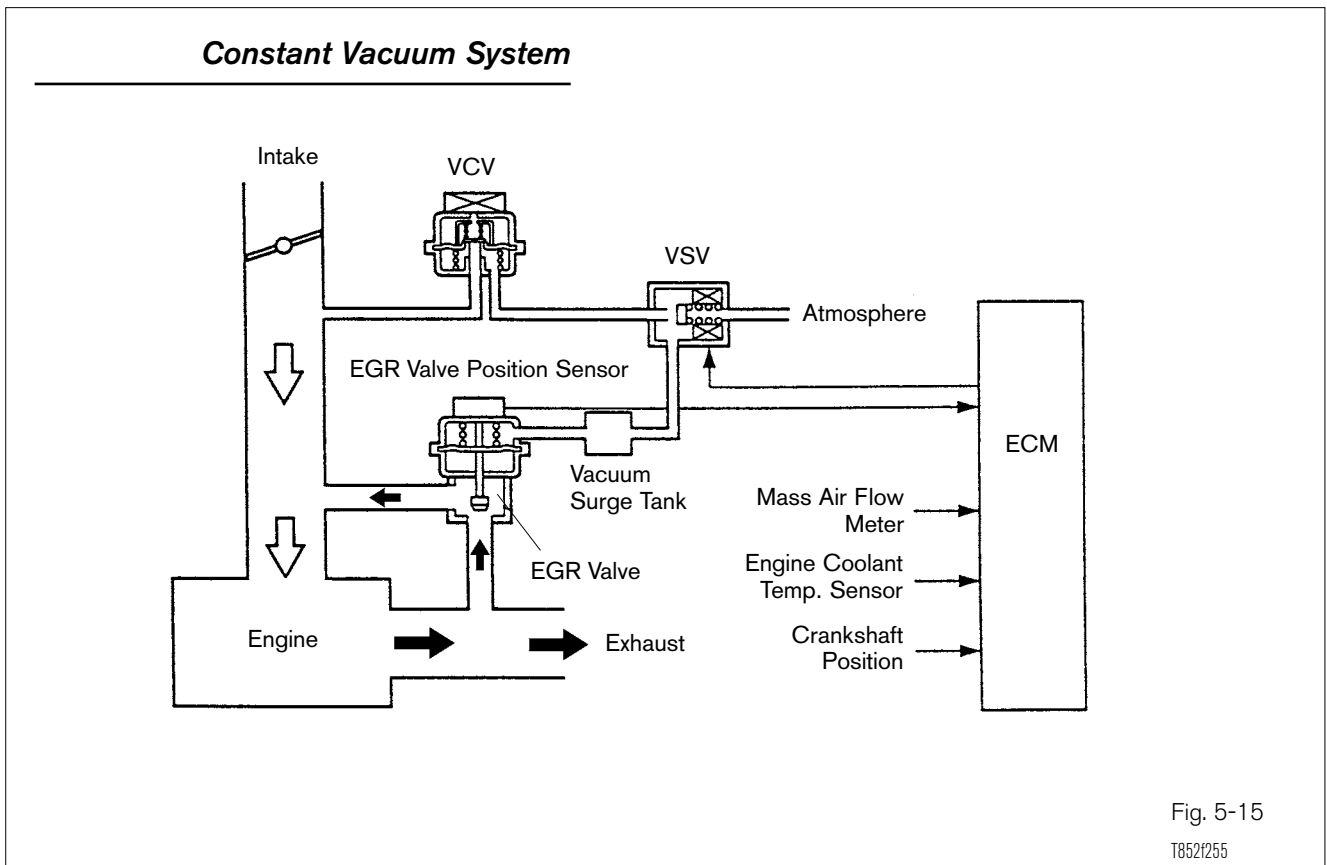 Constant Vacuum System
Intake
VCV
VSV
Atmosphere
EGR Valve Position Sensor
ECM
Vacuum
Surge Tank
Mass Air Flow
Meter
EGR Valve
Engine Coolant
Temp. Sensor
Engine
Exhaust
Crankshaft
Position
Fig. 5-15
T852f255